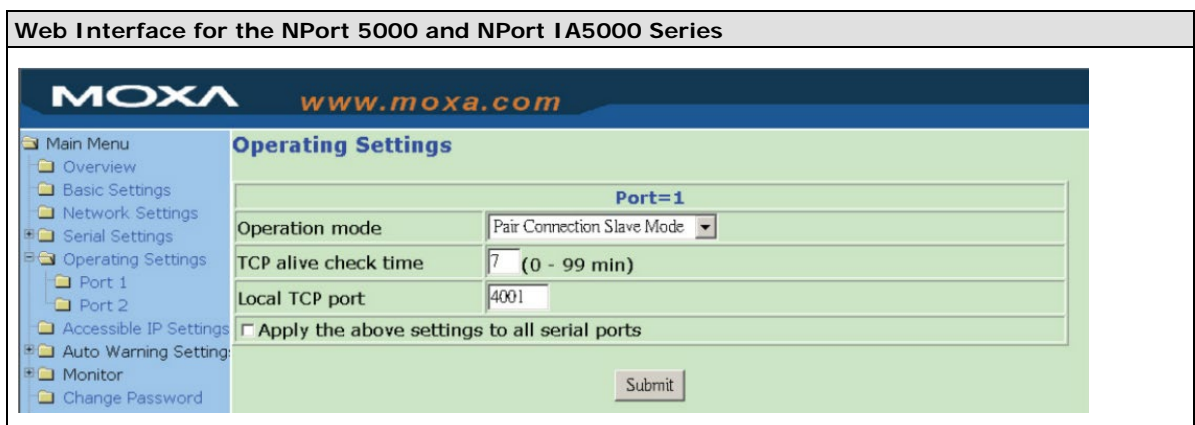 Web Interface for the NPort 5000 and NPort IA5000 Series
MOXA www.moxa.com
Main Menu
Overview
Basic Settings
Network Settings
Serial Settings
Operating Settings
Port 1
Port 2
Accessible IP Settings
Auto Warning Setting
Monitor
Change Password
Operating Settings
Port=1
Operation mode Pair Connection Slave Mode
TCP alive check time 7 (0 - 99 min)
Local TCP port 4001
Apply the above settings to all serial ports
Submit